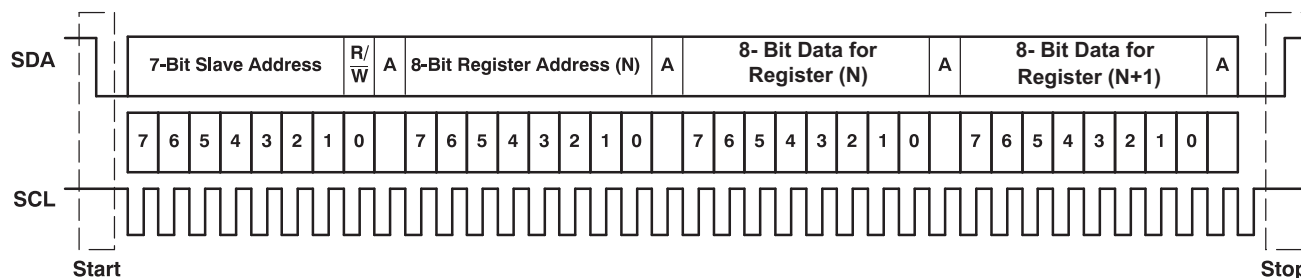 SDA
7-Bit Slave Address
R/
W
A
8-Bit Register Address (N)
A
8- Bit Data for
Register (N)
A
8- Bit Data for
Register (N+1)
A
7 6 5 4 3 2 1 0 7 6 5 4 3 2 1 0 7 6 5 4 3 2 1 0 7 6 5 4 3 2 1 0
SCL
Start
Stop